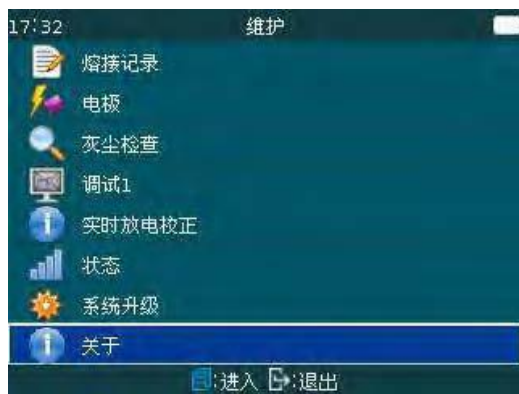 17:32 维护
熔接记录
电极
灰尘检查
调试1
实时放电校正
状态
系统升级
关于
:进入 :退出